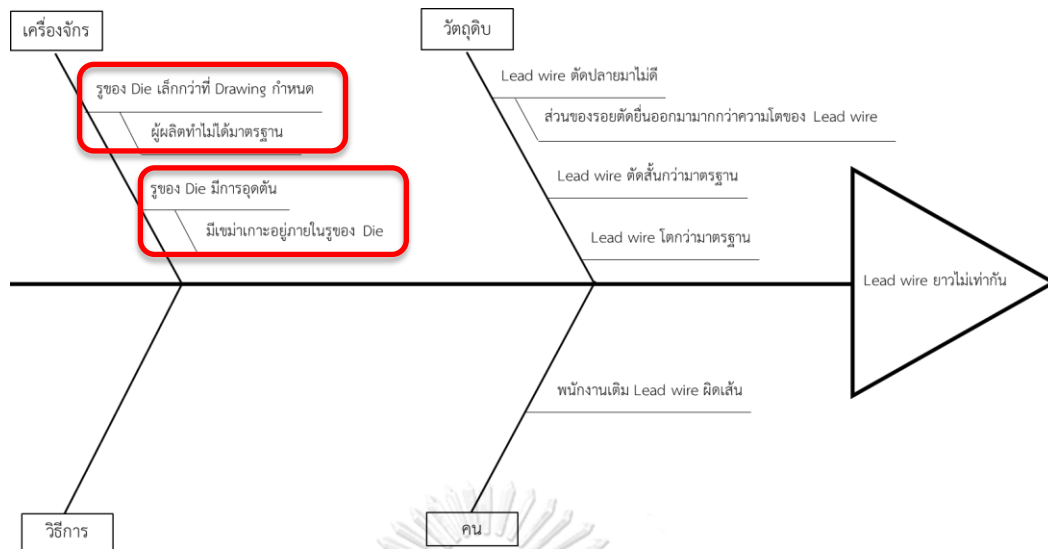 เครื่องจักร
วัตถุดิบ
รูของ Die เล็กกว่าที่ Drawing กำหนด
ผู้ผลิตทำไม่ได้มาตรฐาน
รูของ Die มีการอุดตัน
มีเขม่าเกาะอยู่ภายในรูของ Die
Lead wire ตัดปลายมาไม่ดี
ส่วนของรอยตัดยื่นออกมามากกว่าความโตของ Lead wire
Lead wire ตัดสั้นกว่ามาตรฐาน
Lead wire โตกว่ามาตรฐาน
Lead wire ยาวไม่เท่ากัน
พนักงานเติม Lead wire ผิดเส้น
วิธีการ
คน